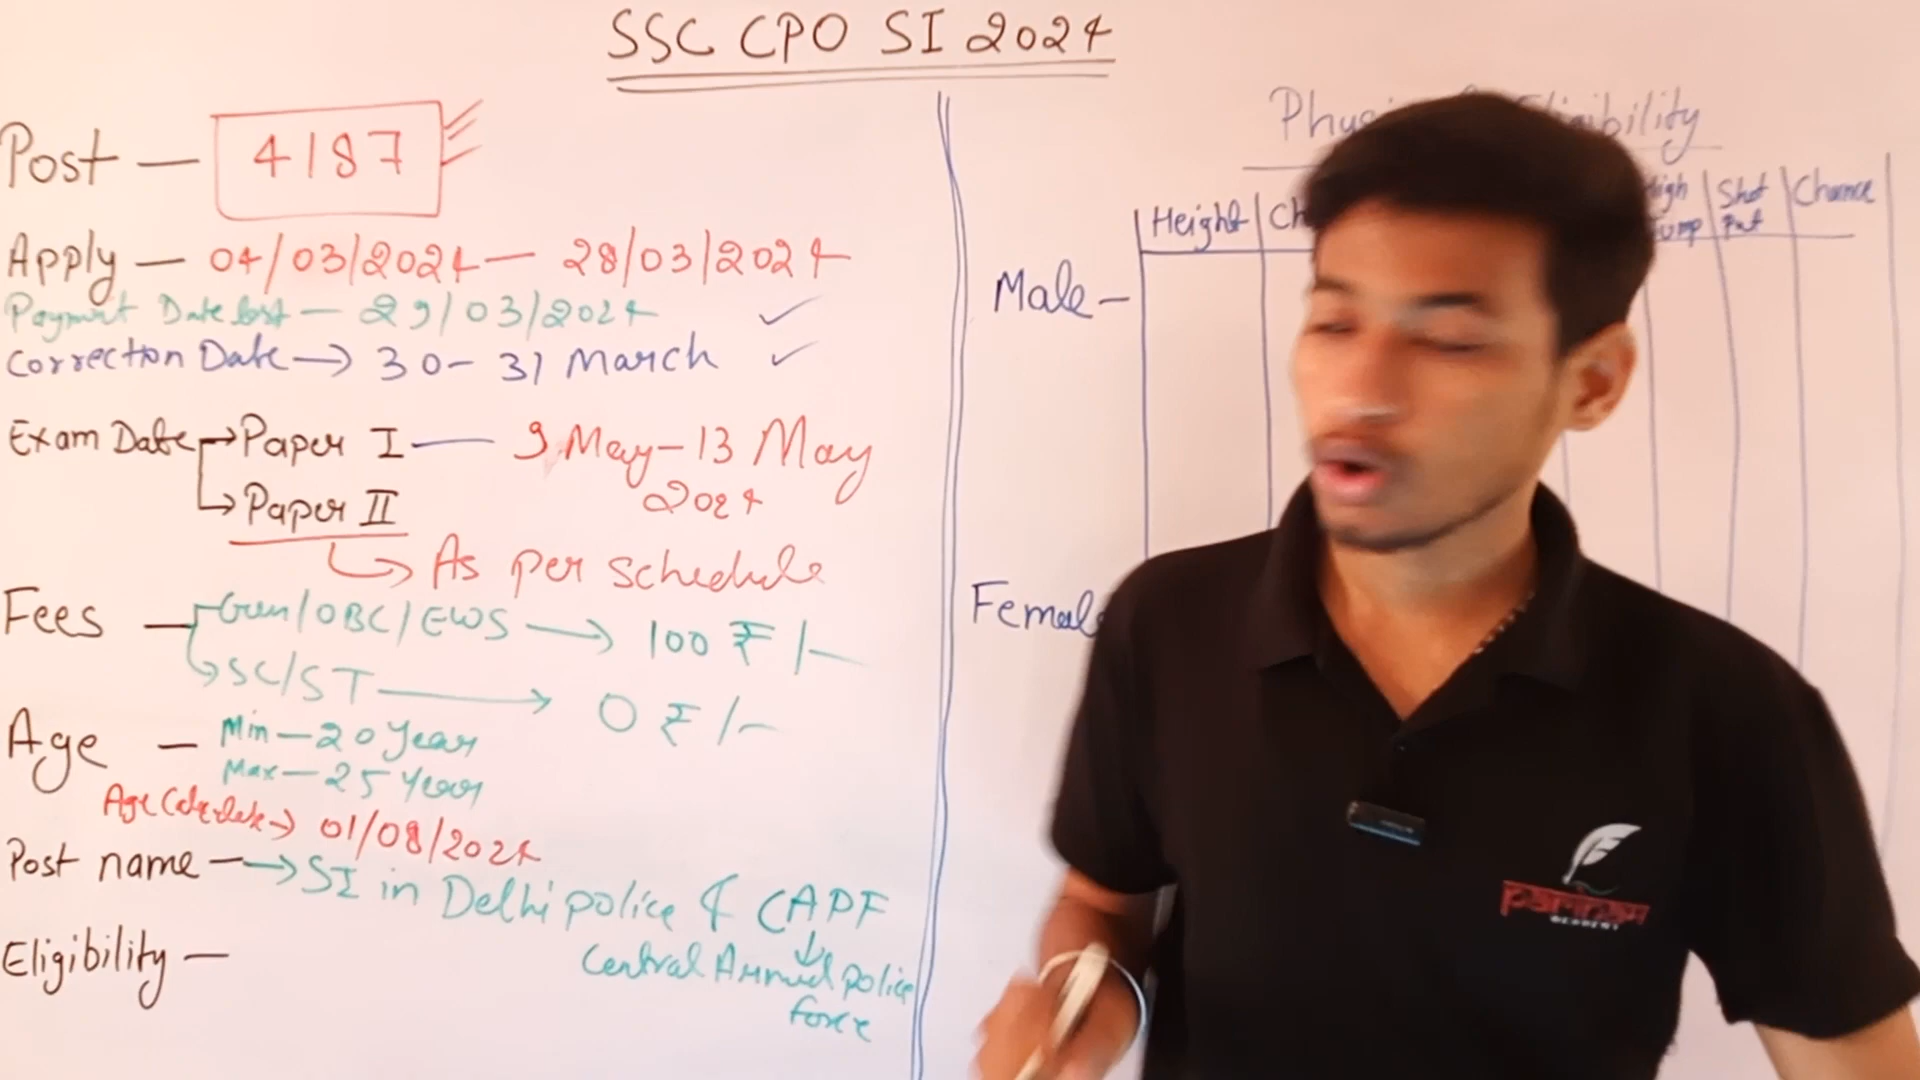 SSC CPO SI 2024
Post — 4187
Apply — 04/03/2024 — 28/03/2024
Payment Date last — 29/03/2024
Correction Date → 30 - 31 March
Exam Date → Paper I — 9 May - 13 May 2024
→ Paper II
→ As per schedule
Fees — Gen/OBC/EWS → 100 ₹/-
SC/ST → 0 ₹/-
Age — Min — 20 Year
Max — 25 Year
Age → 01/08/2024
Post name → SI in Delhi police & CAPF
Central Armed police
force
Eligibility —
Height
High Jump
Shot Put
Chance
Male —
Female